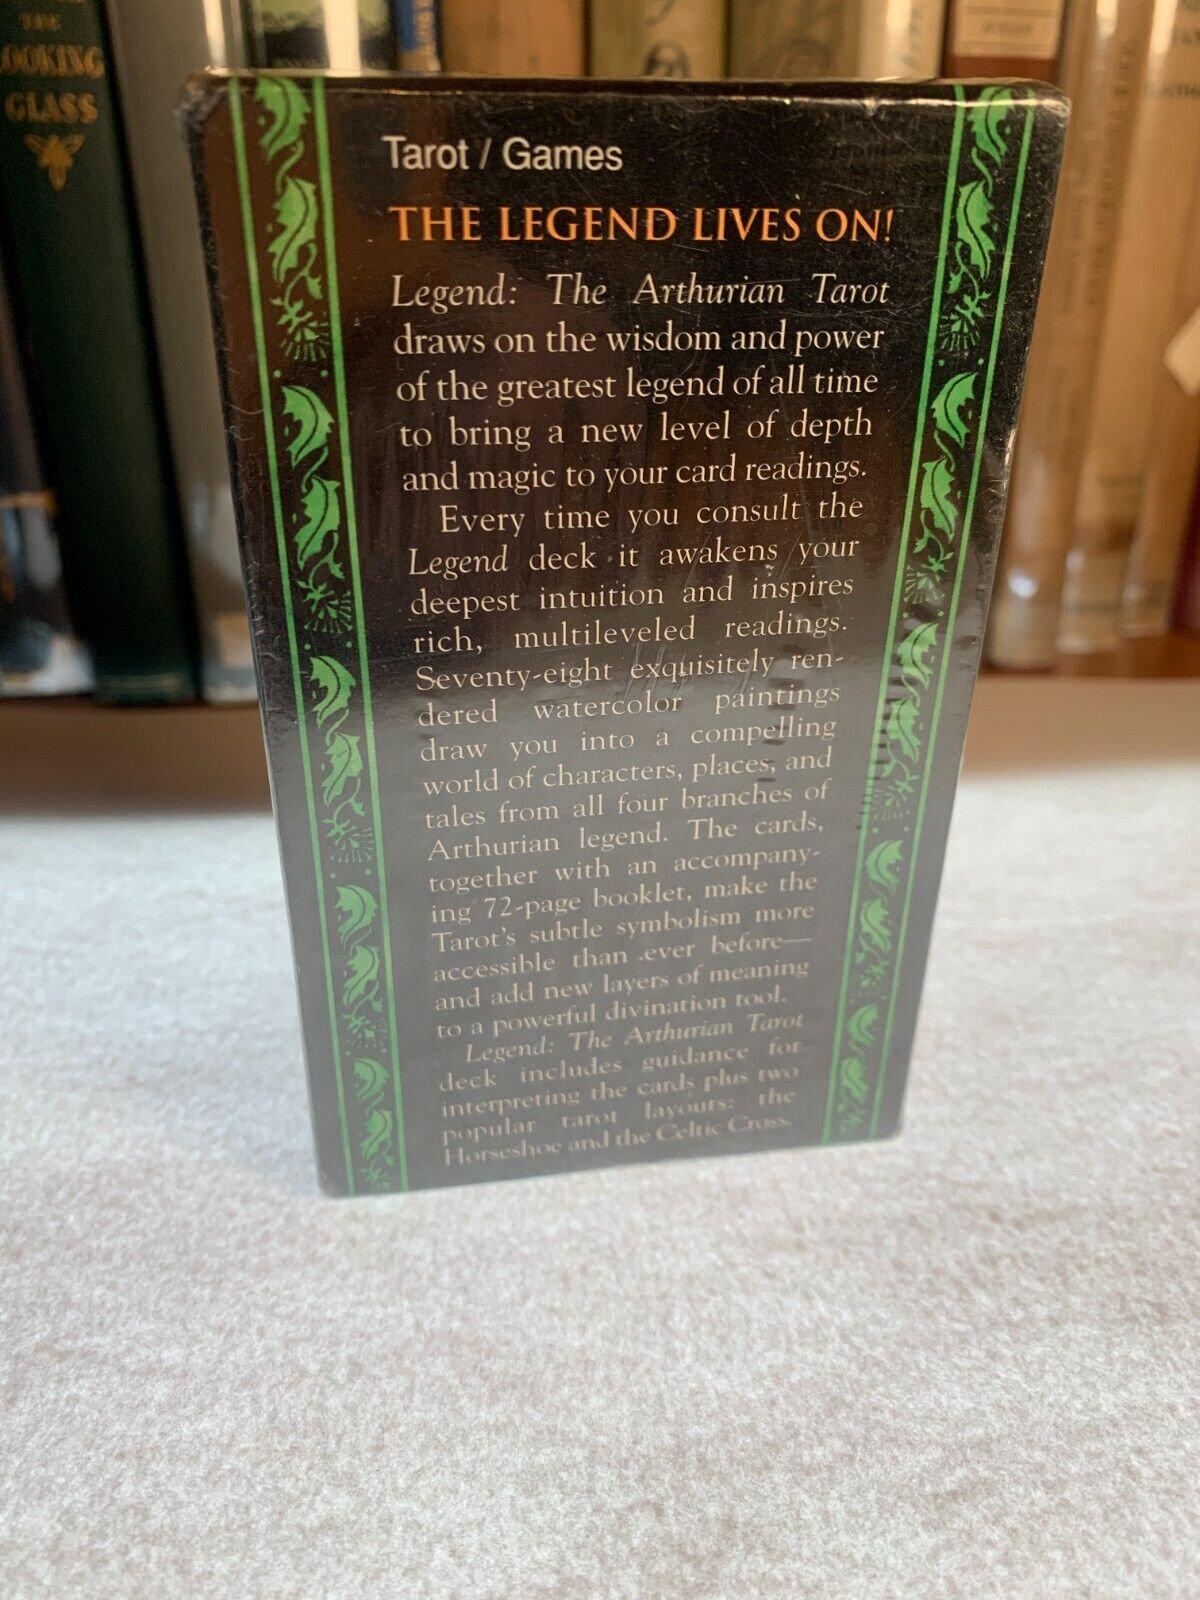 THE
LOOKING
GLASS
Tarot / Games
THE LEGEND LIVES ON!
Legend: The Arthurian Tarot
draws on the wisdom and power
of the greatest legend of all time
to bring a new level of depth
and magic to your card readings.
Every time you consult the
Legend deck it awakens your
deepest intuition and inspires
rich, multileveled readings.
Seventy-eight exquisitely ren-
dered watercolor paintings
draw you into a compelling
world of characters, places, and
tales from all four branches of
Arthurian legend. The cards,
together with an accompany-
ing 72-page booklet, make the
Tarot's subtle symbolism more
accessible than ever before—
and add new layers of meaning
to a powerful divination tool.
Legend: The Arthurian Tarot
deck includes guidance for
interpreting the cards plus two
popular tarot layouts: the
Horseshoe and the Celtic Cross.